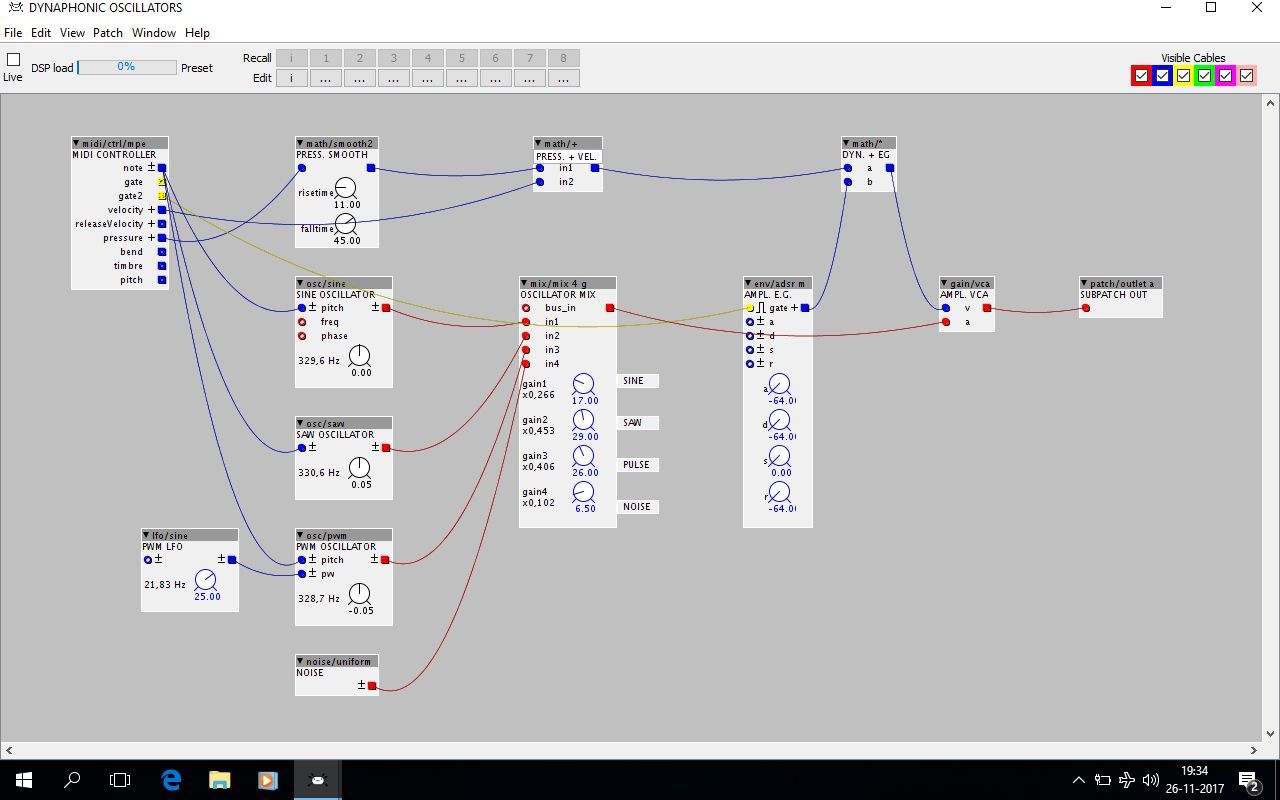 DYNAPHONIC OSCILLATORS
File Edit View Patch Window Help
Live
DSP load 0% Preset
Recall i 1 2 3 4 5 6 7 8
Edit i ... ... ... ... ... ... ... ...
Visible Cables
midi/ctrl/mpe
MIDI CONTROLLER
note ±
gate
gate2
velocity +
releaseVelocity +
pressure +
bend
timbre
pitch
math/smooth2
PRESS. SMOOTH
risetime
11.00
falltime
45.00
math/+
PRESS. + VEL.
in1
in2
math/*
DYN. + EG
a
b
osc/sine
SINE OSCILLATOR
± pitch ±
freq
phase
329,6 Hz
0.00
mix/mix 4 g
OSCILLATOR MIX
bus_in
in1
in2
in3
in4
gain1
x0,266
17.00
SINE
gain2
x0,453
29.00
SAW
gain3
x0,406
26.00
PULSE
gain4
x0,102
6.50
NOISE
env/adsr m
AMPL. E.G.
gate +
± a
± d
± s
± r
a
-64.0
d
-64.0
s
0.00
r
-64.0
gain/vca
AMPL. VCA
v
a
patch/outlet a
SUBPATCH OUT
osc/saw
SAW OSCILLATOR
± ±
330,6 Hz
0.05
lfo/sine
PWM LFO
± ±
21,83 Hz
25.00
osc/pwm
PWM OSCILLATOR
± pitch ±
± pw
328,7 Hz
-0.05
noise/uniform
NOISE
±
19:34
26-11-2017
2